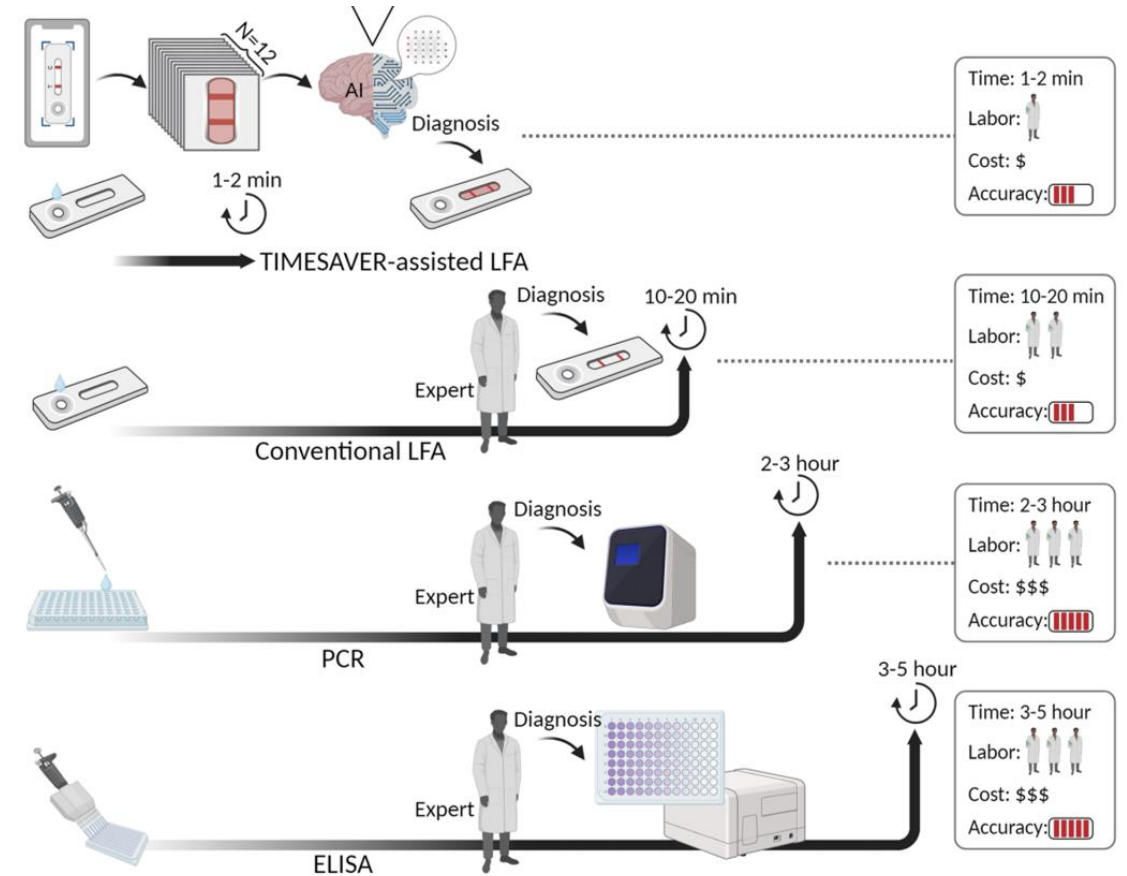 N=12
AI
Diagnosis
1-2 min
TIMESAVER-assisted LFA
Time: 1-2 min
Labor:
Cost: $
Accuracy:
Diagnosis
10-20 min
Expert
Conventional LFA
Time: 10-20 min
Labor:
Cost: $
Accuracy:
2-3 hour
Diagnosis
Expert
PCR
Time: 2-3 hour
Labor:
Cost: $$$
Accuracy:
3-5 hour
Diagnosis
Expert
ELISA
Time: 3-5 hour
Labor:
Cost: $$$
Accuracy: